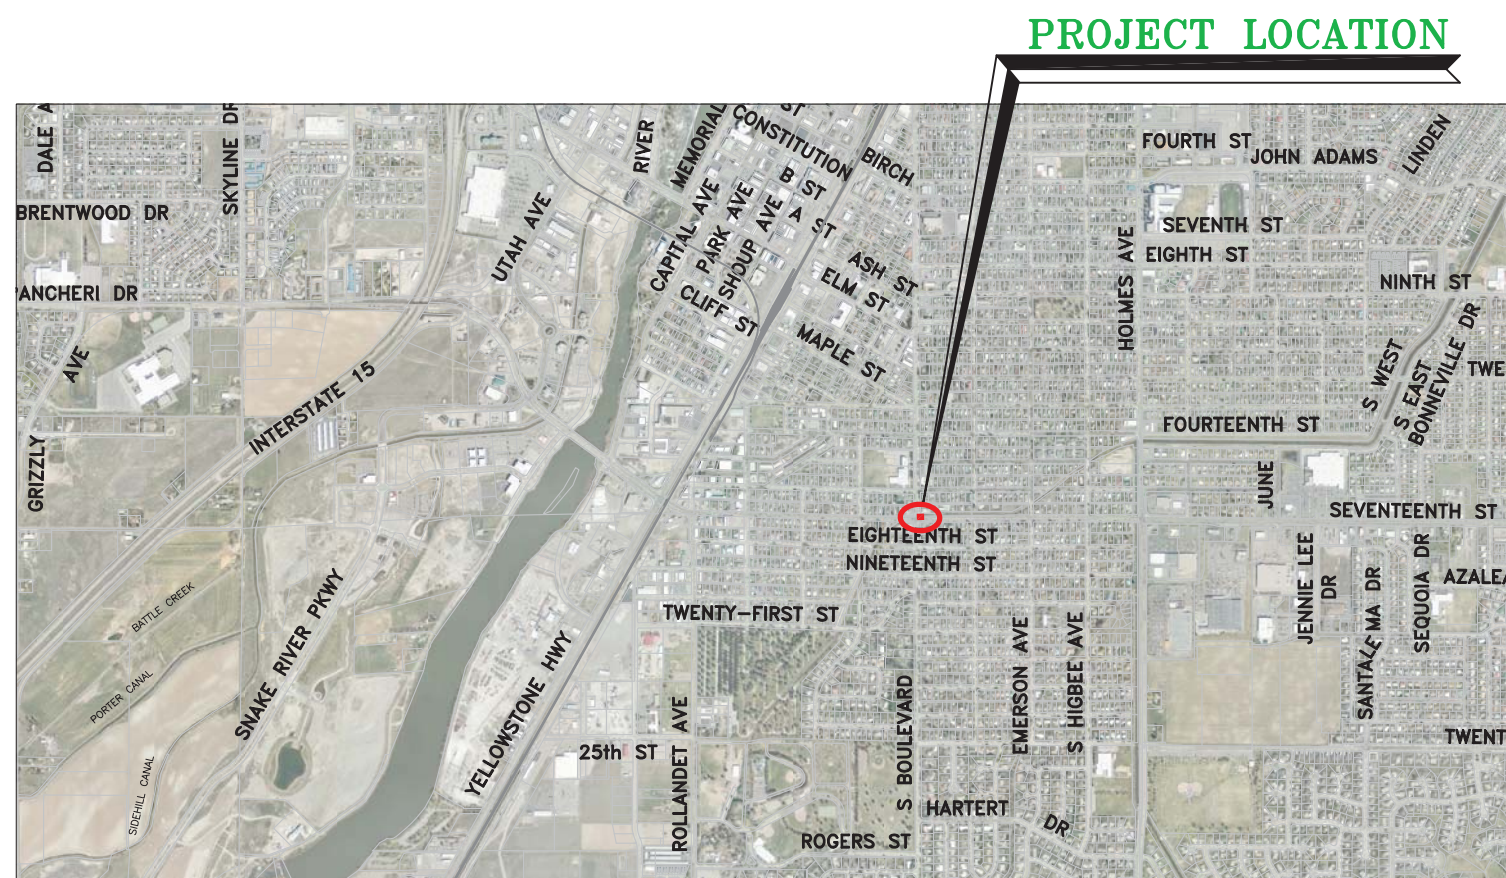 PROJECT LOCATION
DALE A
SKYLINE DR
RIVER
MEMORIAL
ST
CONSTITUTION
BIRCH
FOURTH ST
JOHN ADAMS
LINDEN
BRENTWOOD DR
UTAH AVE
CAPITAL AVE
PARK AVE
SHOUP AVE
B ST
A ST
SEVENTH ST
EIGHTH ST
HOLMES AVE
ANCHERI DR
CLIFF ST
ASH ST
ELM ST
MAPLE ST
NINTH ST
AVE
INTERSTATE 15
S WEST
S EAST
BONNEVILLE DR
TWE
GRIZZLY
FOURTEENTH ST
JUNE
SEVENTEENTH ST
EIGHTEENTH ST
NINETEENTH ST
BATTLE CREEK
SNAKE RIVER PKWY
TWENTY-FIRST ST
JENNIE LEE
DR
SANTALEMA DR
SEQUOIA DR
AZALEA
PORTER CANAL
YELLOWSTONE HWY
EMERSON AVE
S HIGBEE AVE
S BOULEVARD
ROLLANDET AVE
25th ST
TWENT
SIDEHILL CANAL
HARTERT
DR
ROGERS ST